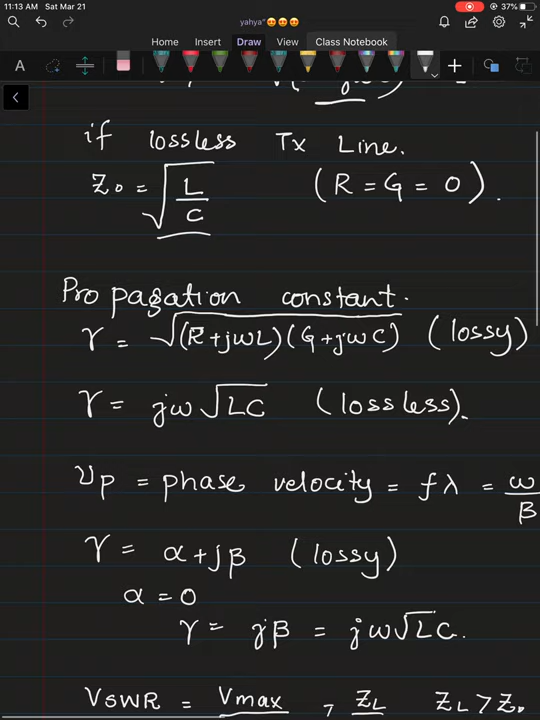 11:13 AM Sat Mar 21
37%
yahya" 😍😍😍
Home Insert Draw View Class Notebook
if lossless Tx Line.
Z₀ = √(L/C) (R = G = 0).
Propagation constant.
γ = √((R+jωL)(G+jωC)) (lossy)
γ = jω√LC (lossless).
υp = phase velocity = fλ = ω/β
γ = α+jβ (lossy)
α = 0
γ = jβ = jω√LC.
VSWR = Vmax , ZL ZL > Z₀